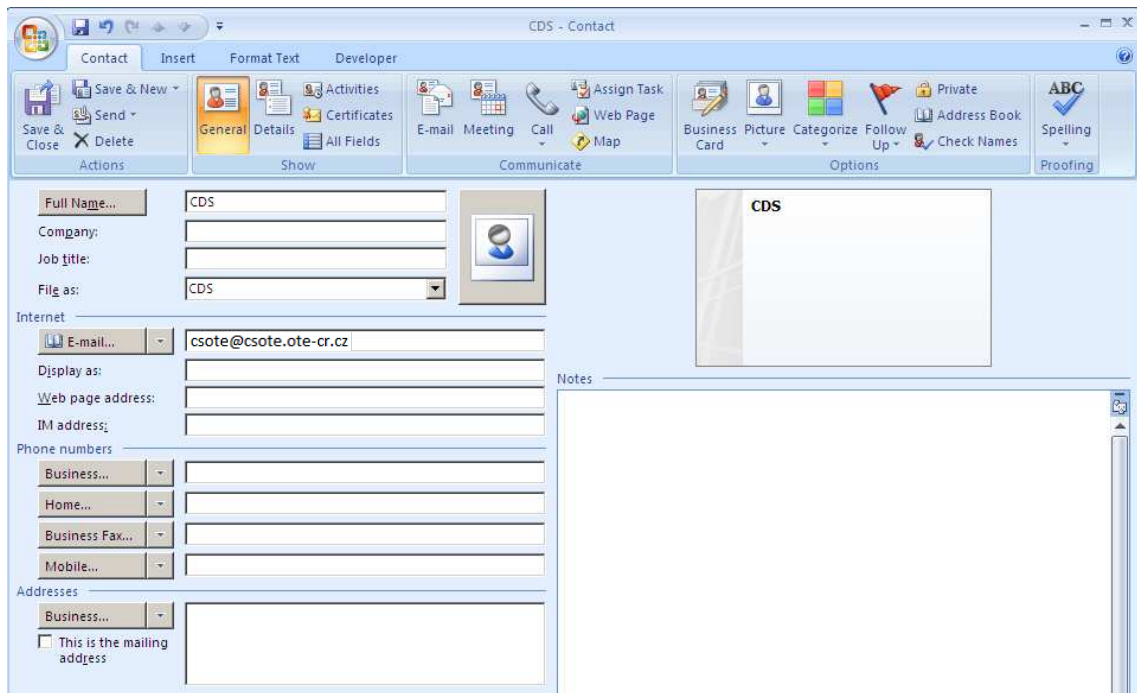 CDS - Contact
Contact Insert Format Text Developer
Save & Close
Save & New
Send
Delete
Actions
General
Details
Activities
Certificates
All Fields
Show
E-mail
Meeting
Call
Assign Task
Web Page
Map
Communicate
Business Card
Picture
Categorize
Follow Up
Private
Address Book
Check Names
Options
ABC
Spelling
Proofing
Full Name... CDS
Company:
Job title:
File as: CDS
CDS
Internet
E-mail... csote@csote.ote-cr.cz
Display as:
Web page address:
IM address:
Notes
Phone numbers
Business...
Home...
Business Fax...
Mobile...
Addresses
Business...
This is the mailing
address